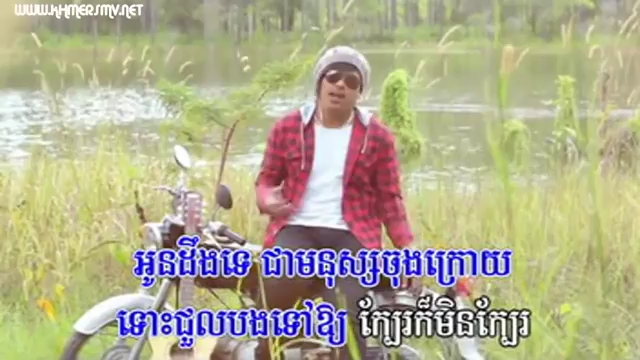 WWW.KHMERSMV.NET
អូនដឹងទេ ជាមនុស្សចុងក្រោយ
ទោះជួលបងទៅឱ្យ ក្បែរក៏មិនក្បែរ